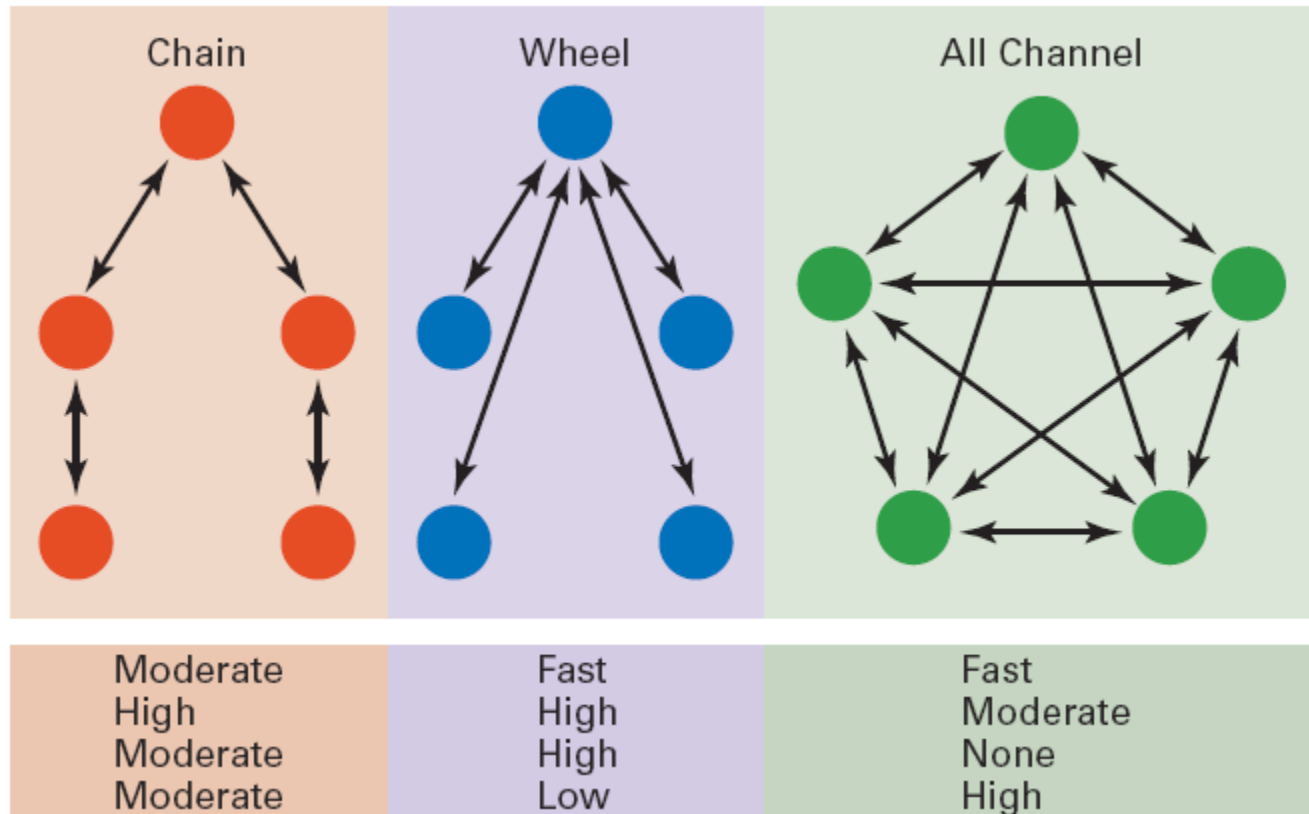 Chain
Wheel
All Channel
Moderate
High
Moderate
Moderate
Fast
High
High
Low
Fast
Moderate
None
High